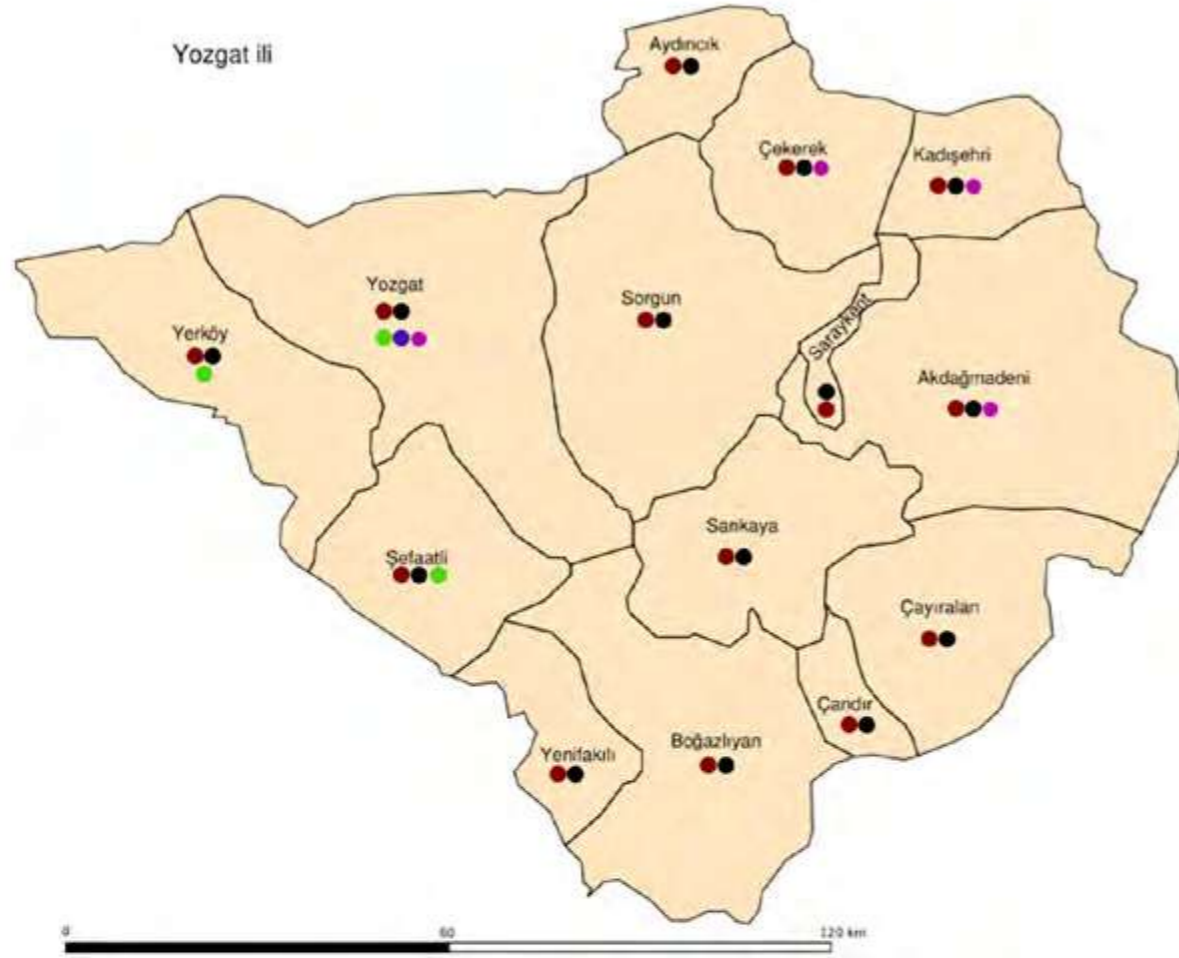 Yozgat ili
Aydıncık
Çekerek
Kadışehri
Yozgat
Sorgun
Yerköy
Saraykent
Akdağmadeni
Sarıkaya
Şefaatli
Çayıralan
Çandır
Yenifakılı
Boğazlıyan
0 60 120 km